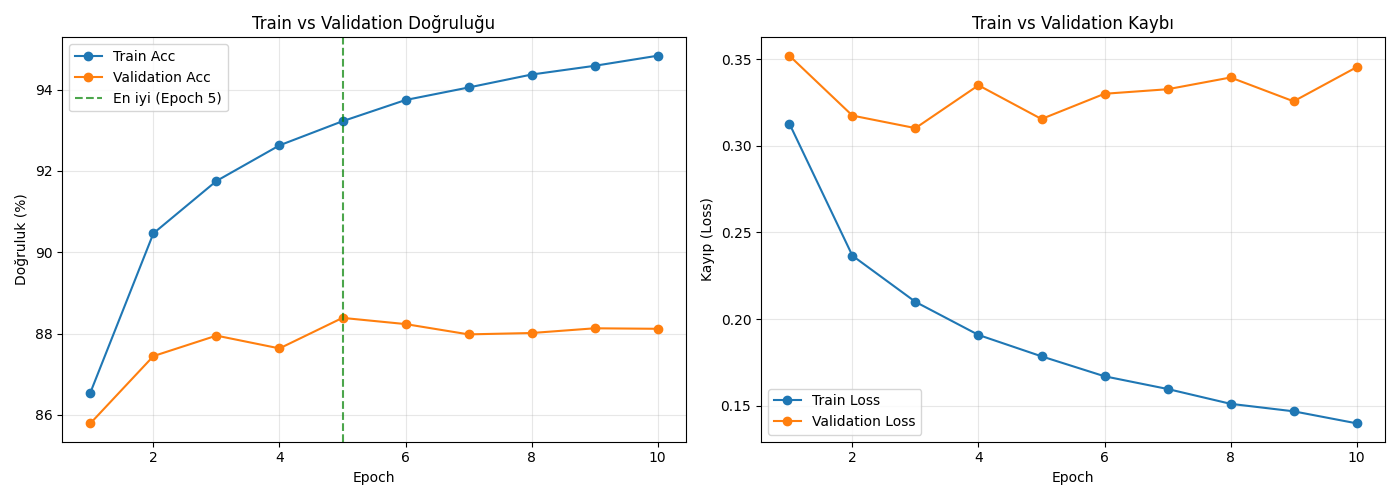 Train vs Validation Doğruluğu
Train Acc
Validation Acc
En iyi (Epoch 5)
Doğruluk (%)
94
92
90
88
86
2 4 6 8 10
Epoch
Train vs Validation Kaybı
Kayıp (Loss)
0.35
0.30
0.25
0.20
0.15
Train Loss
Validation Loss
2 4 6 8 10
Epoch